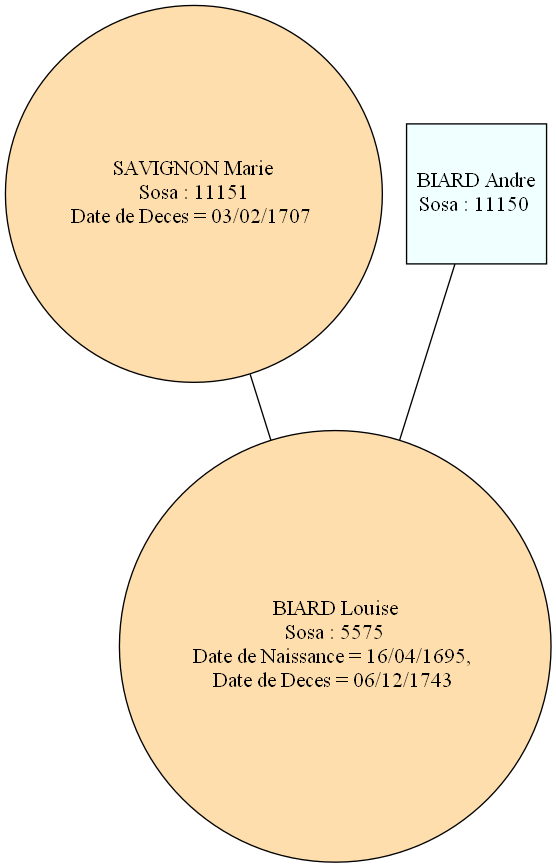 SAVIGNON Marie
Sosa : 11151
Date de Deces = 03/02/1707
BIARD Andre
Sosa : 11150
BIARD Louise
Sosa : 5575
Date de Naissance = 16/04/1695,
Date de Deces = 06/12/1743